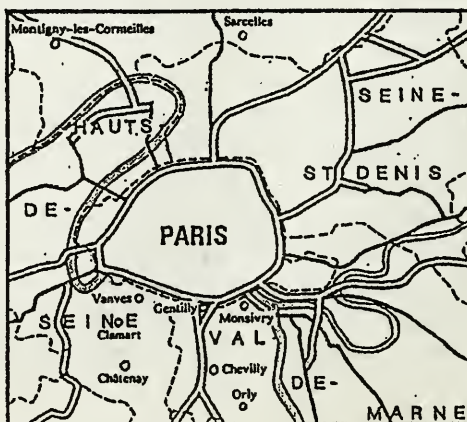 Sarcelles
Montigny-les-Cormeilles
SEINE-
HAUTS-
ST DENIS
DE-
PARIS
Vanves
Gentilly
Monsivry
SEINE
VAL
Clamart
Châtenay
Chevilly
DE-
Orly
MARNE